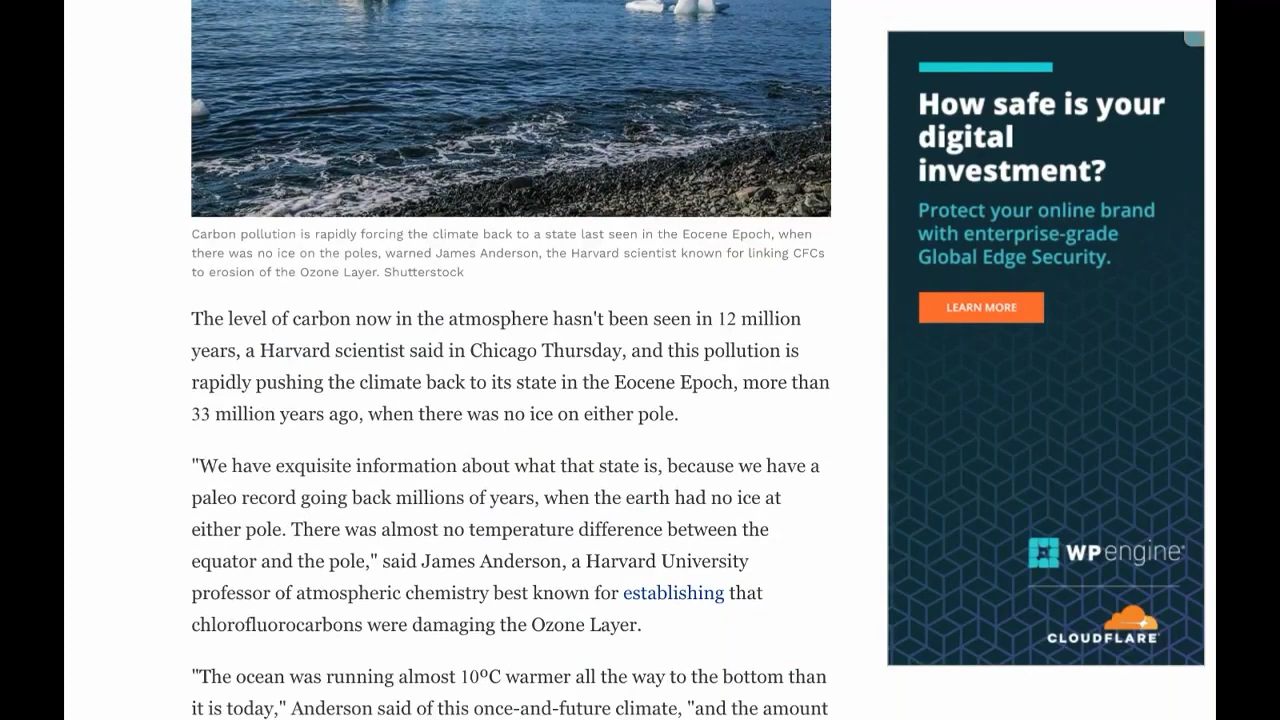 Carbon pollution is rapidly forcing the climate back to a state last seen in the Eocene Epoch, when
there was no ice on the poles, warned James Anderson, the Harvard scientist known for linking CFCs
to erosion of the Ozone Layer. Shutterstock
The level of carbon now in the atmosphere hasn't been seen in 12 million
years, a Harvard scientist said in Chicago Thursday, and this pollution is
rapidly pushing the climate back to its state in the Eocene Epoch, more than
33 million years ago, when there was no ice on either pole.
"We have exquisite information about what that state is, because we have a
paleo record going back millions of years, when the earth had no ice at
either pole. There was almost no temperature difference between the
equator and the pole," said James Anderson, a Harvard University
professor of atmospheric chemistry best known for establishing that
chlorofluorocarbons were damaging the Ozone Layer.
"The ocean was running almost 10ºC warmer all the way to the bottom than
it is today," Anderson said of this once-and-future climate, "and the amount
How safe is your
digital
investment?
Protect your online brand
with enterprise-grade
Global Edge Security.
LEARN MORE
WP engine
CLOUDFLARE